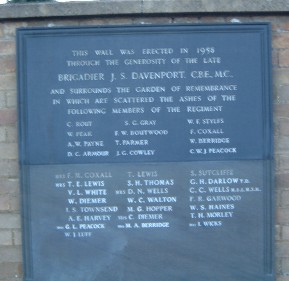 THIS WALL WAS ERECTED IN 1958
THROUGH THE GENEROSITY OF THE LATE
BRIGADIER J. S. DAVENPORT, C.B.E., M.C.,
AND SURROUNDS THE GARDEN OF REMEMBRANCE
IN WHICH ARE SCATTERED THE ASHES OF THE
FOLLOWING MEMBERS OF THE REGIMENT
C. S. G. GRAY W. F. STYLES
W. PEAR F. W. BOUTWOOD F. COXALL
A. W. PAYNE T. FARMER W. BERRIDGE
D. C. ARMOUR J. G. COWLEY C. W. J. PEACOCK
F. W. COXALL T. LEWIS S. SUTCLIFFE
T. E. LEWIS S. H. THOMAS G. H. DARLOW
V. L. WHITE D. N. WELLS C. C. WELLS
W. DIEMER W. C. WALTON F. E. GARWOOD
J. S. TOWNSEND M. G. HOPPER W. S. HAINES
A. E. HARVEY C. DIEMER T. H. MORLEY
G. L. PEACOCK H. A. BERRIDGE I. WICKS
W. J.